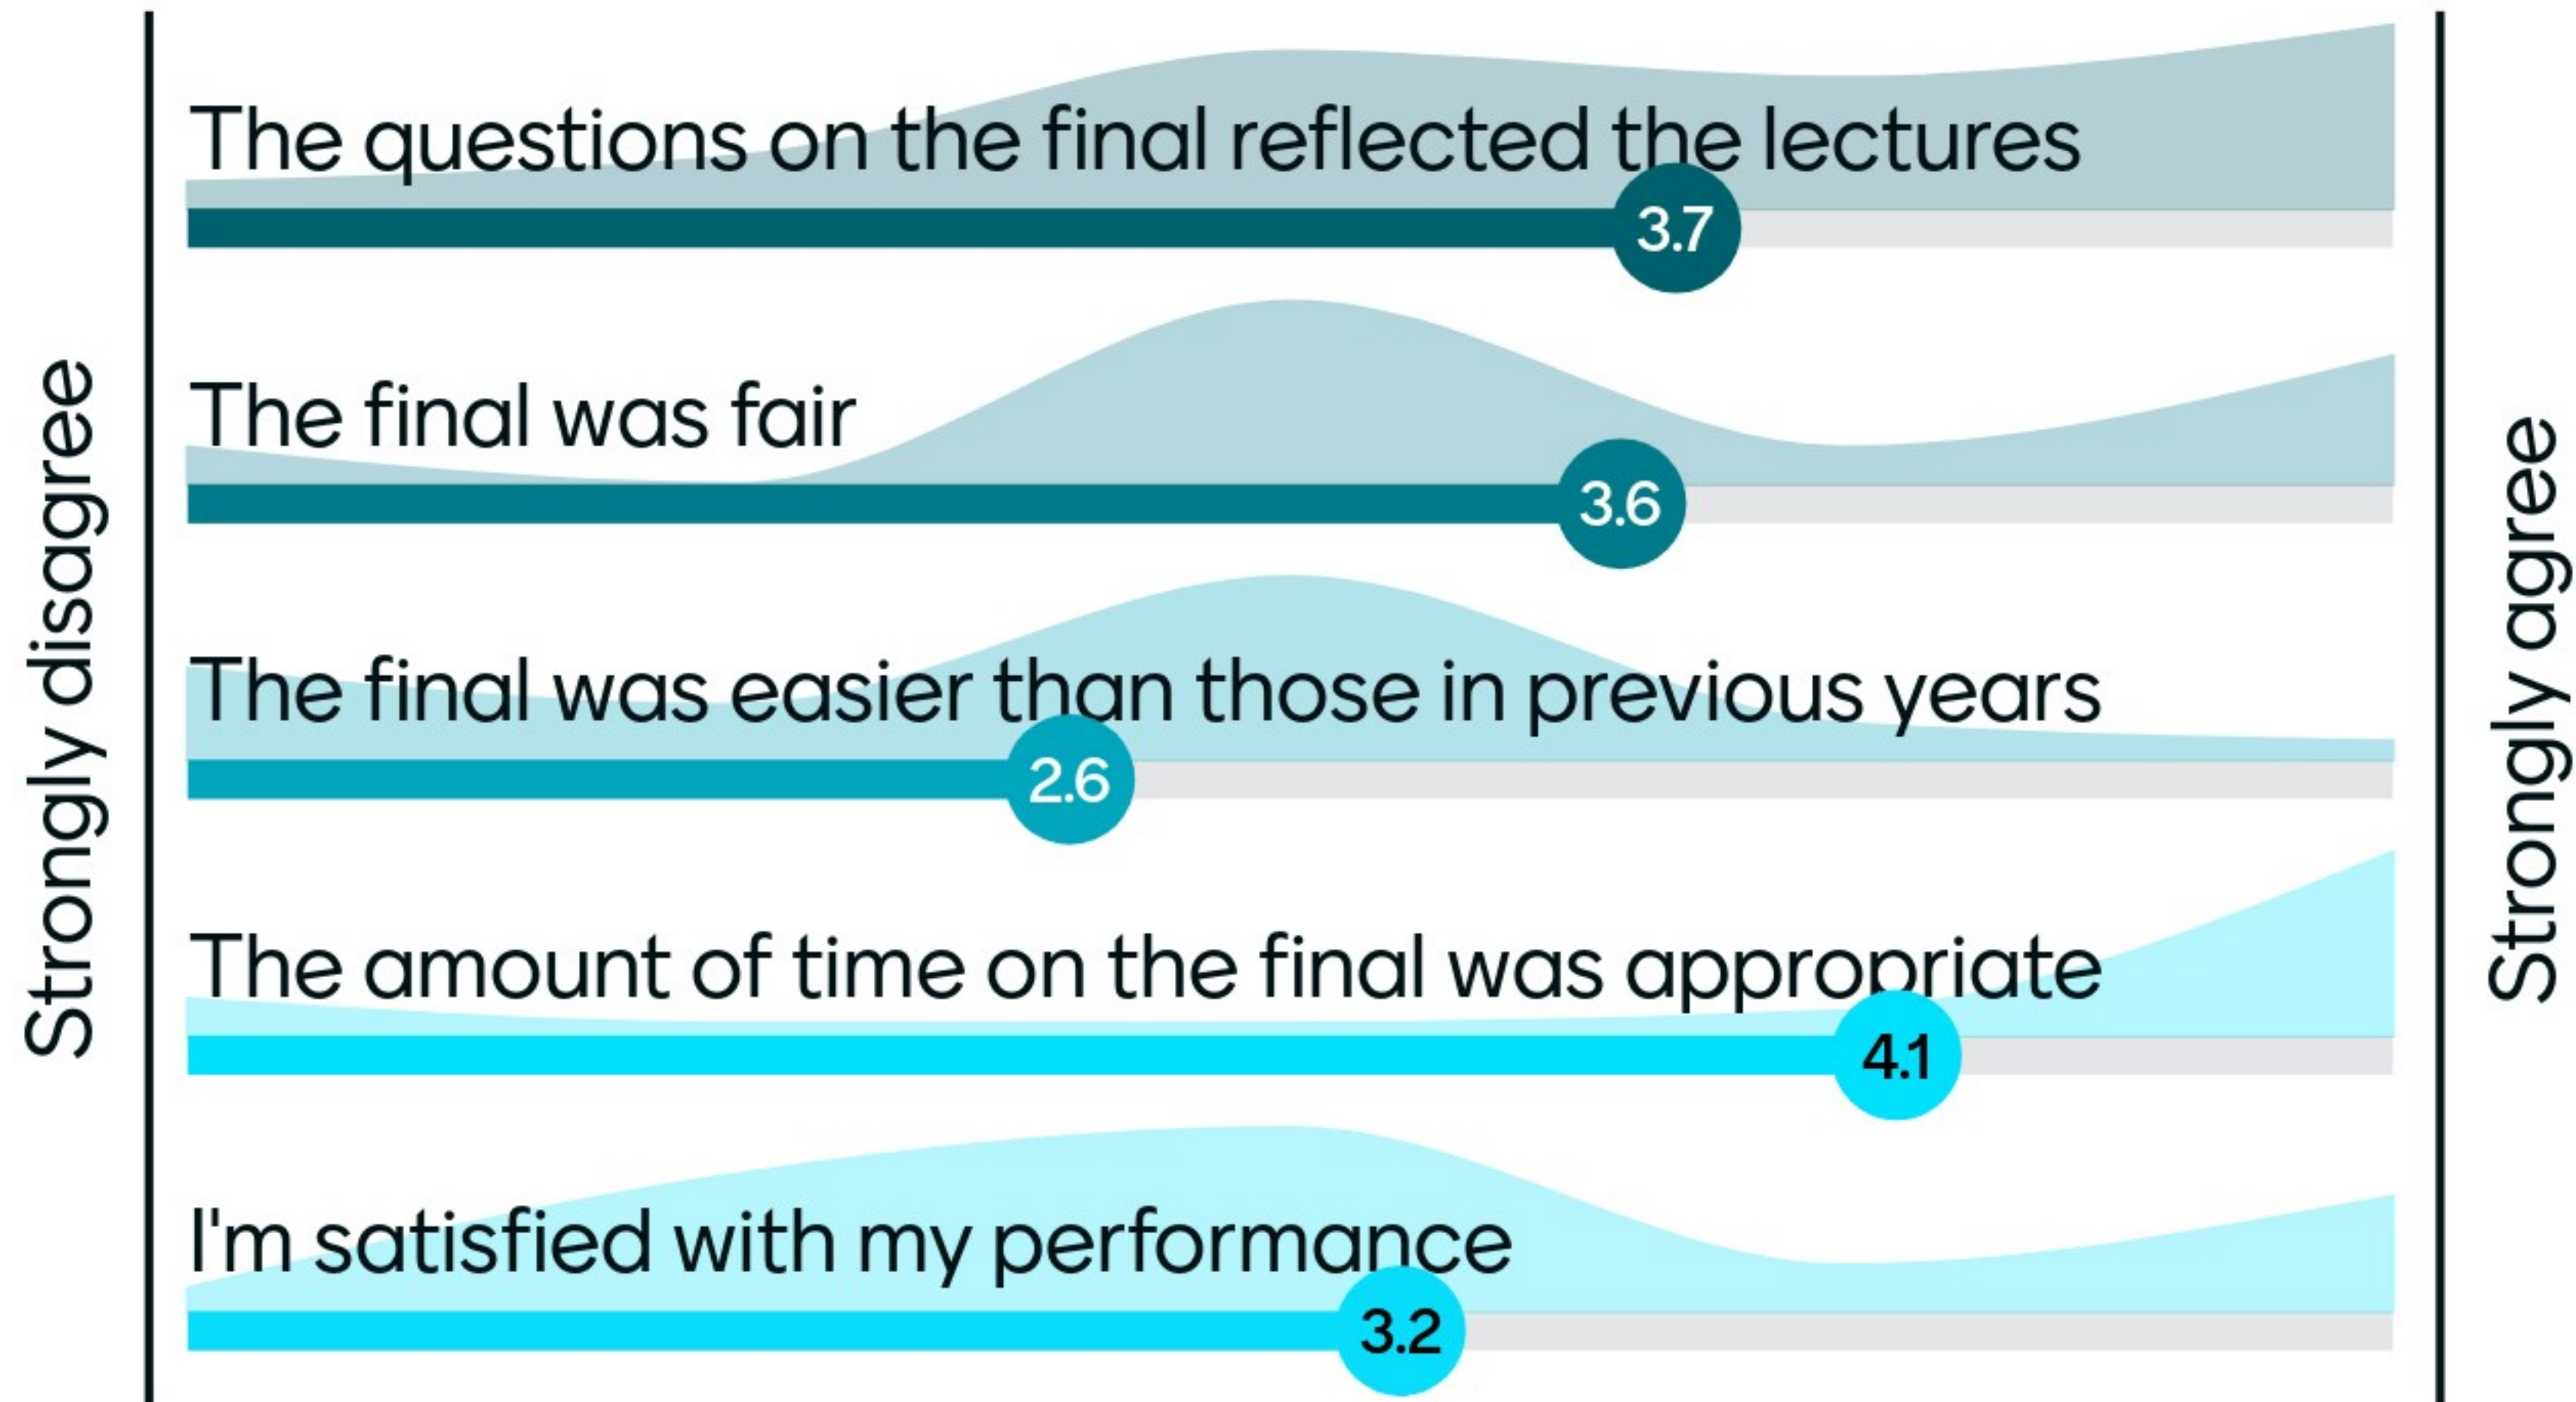 Strongly disagree
The questions on the final reflected the lectures
3.7
The final was fair
3.6
The final was easier than those in previous years
2.6
The amount of time on the final was appropriate
4.1
I'm satisfied with my performance
3.2
Strongly agree